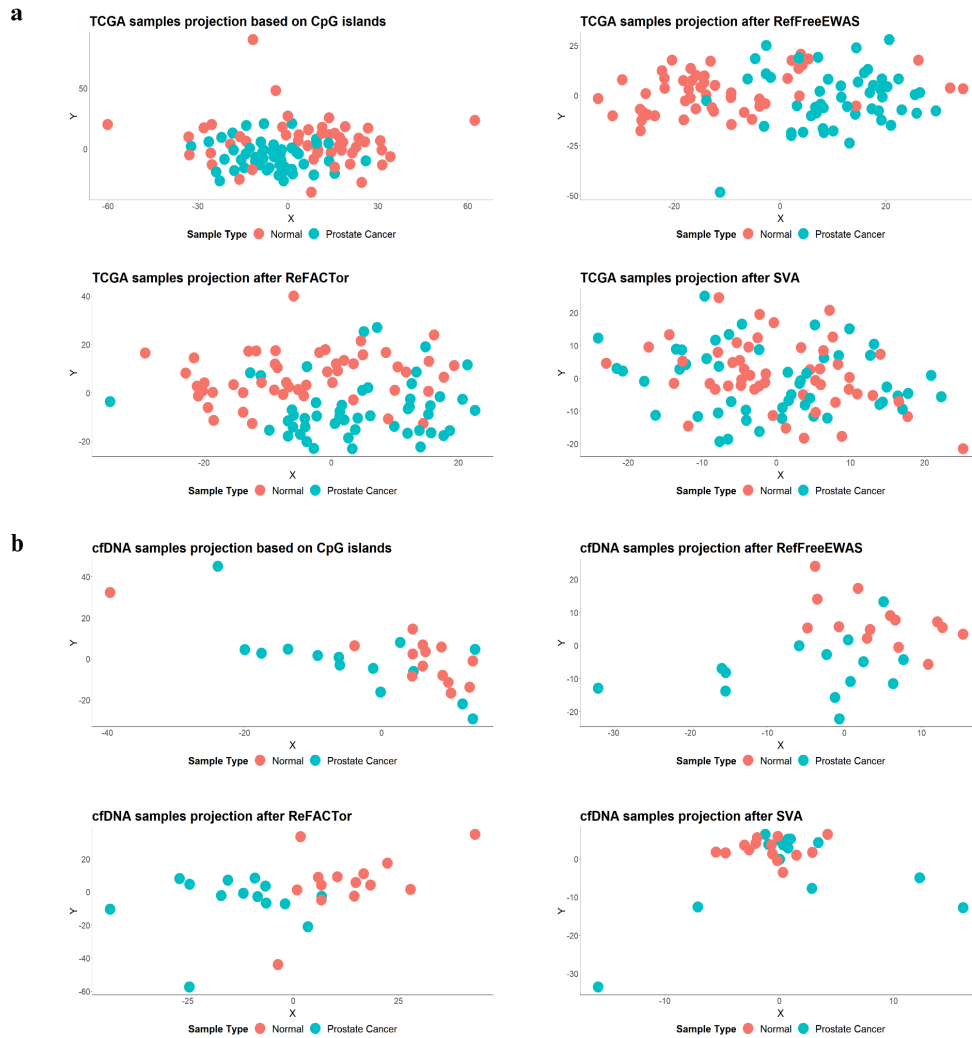 a
TCGA samples projection based on CpG islands
50
0
Y
-60
-30
0
30
60
X
Sample Type Normal Prostate Cancer
TCGA samples projection after RefFreeEWAS
25
0
-25
-50
Y
-20
0
20
X
Sample Type Normal Prostate Cancer
TCGA samples projection after ReFACTor
40
20
0
-20
Y
-20
0
20
X
Sample Type Normal Prostate Cancer
TCGA samples projection after SVA
20
10
0
-10
-20
Y
-20
-10
0
10
20
X
Sample Type Normal Prostate Cancer
b
cfDNA samples projection based on CpG islands
40
20
0
-20
Y
-40
-20
0
X
Sample Type Normal Prostate Cancer
cfDNA samples projection after RefFreeEWAS
20
10
0
-10
-20
Y
-30
-20
-10
0
10
X
Sample Type Normal Prostate Cancer
cfDNA samples projection after ReFACTor
20
0
-20
-40
-60
Y
-25
0
25
X
Sample Type Normal Prostate Cancer
cfDNA samples projection after SVA
0
-10
-20
-30
Y
-10
0
10
X
Sample Type Normal Prostate Cancer